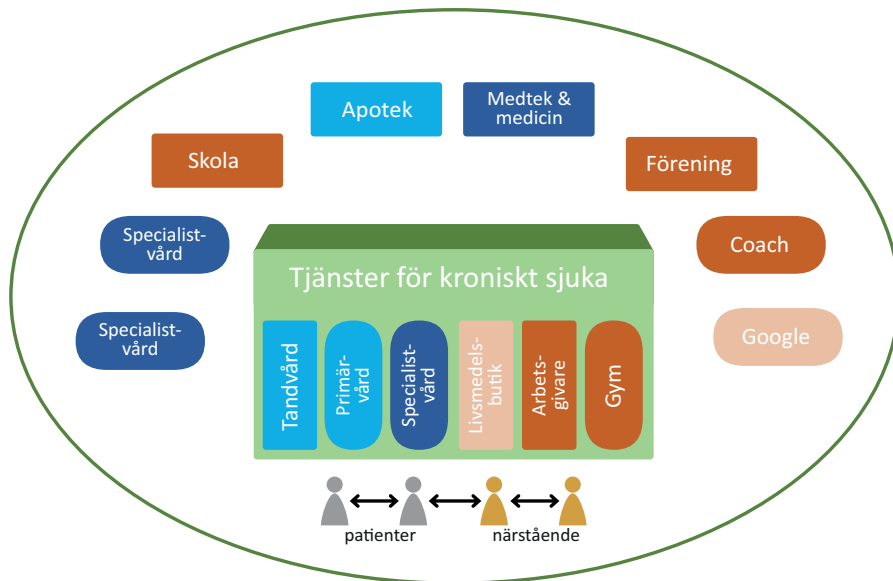 Apotek
Medtek &
medicin
Skola
Förening
Specialist-
vård
Coach
Specialist-
vård
Google
Tjänster för kroniskt sjuka
Tandvård
Primär-
vård
Specialist-
vård
Livsmedels-
butik
Arbets-
givare
Gym
patienter
närstående